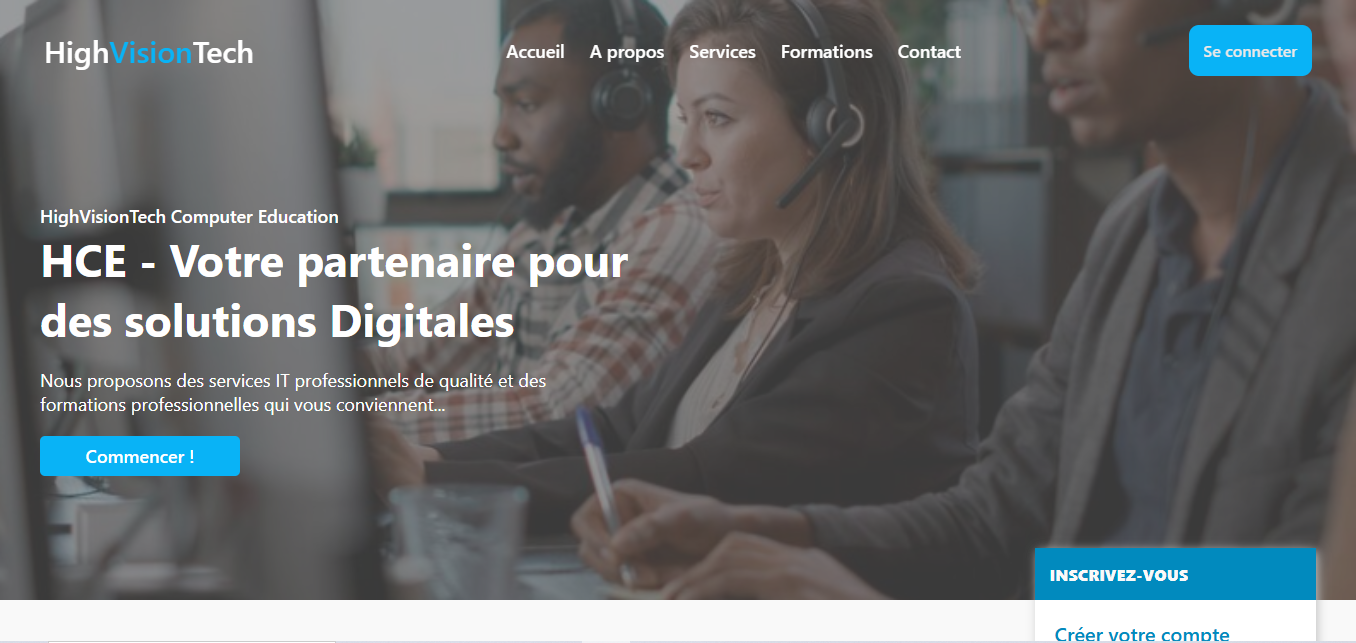 HighVisionTech
Accueil A propos Services Formations Contact
Se connecter
HighVisionTech Computer Education
HCE - Votre partenaire pour
des solutions Digitales
Nous proposons des services IT professionnels de qualité et des
formations professionnelles qui vous conviennent...
Commencer !
INSCRIVEZ-VOUS
Créer votre compte